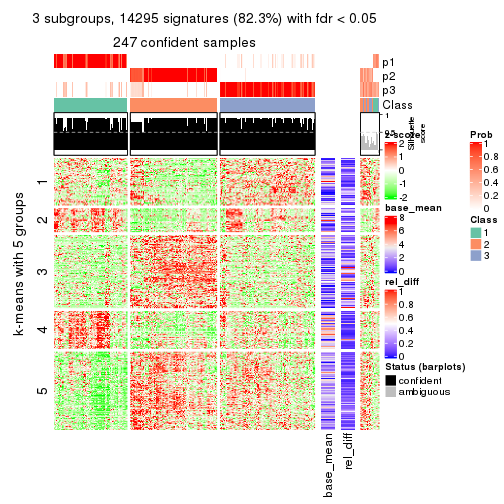 3 subgroups, 14295 signatures (82.3%) with fdr < 0.05
247 confident samples
p1
p2
p3
Class
1
0.5
Silhouette
score
k-means with 5 groups
1
2
3
4
5
base_mean
rel_diff
z-score
2
1
0
-1
-2
base_mean
8
6
4
2
0
rel_diff
1
0.8
0.6
0.4
0.2
0
Status (barplots)
confident
ambiguous
Prob
1
0.8
0.6
0.4
0.2
0
Class
1
2
3